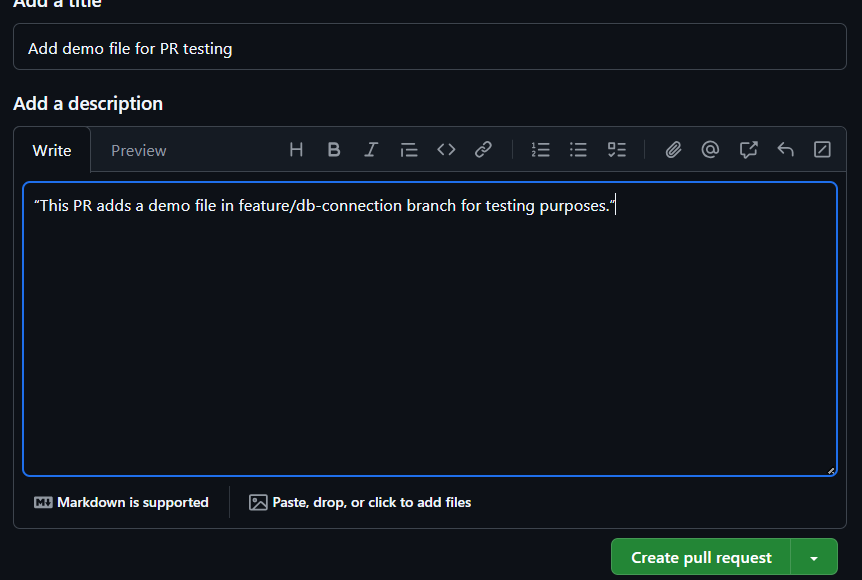 Add a title
Add demo file for PR testing
Add a description
Write Preview
“This PR adds a demo file in feature/db-connection branch for testing purposes.“
Markdown is supported Paste, drop, or click to add files
Create pull request